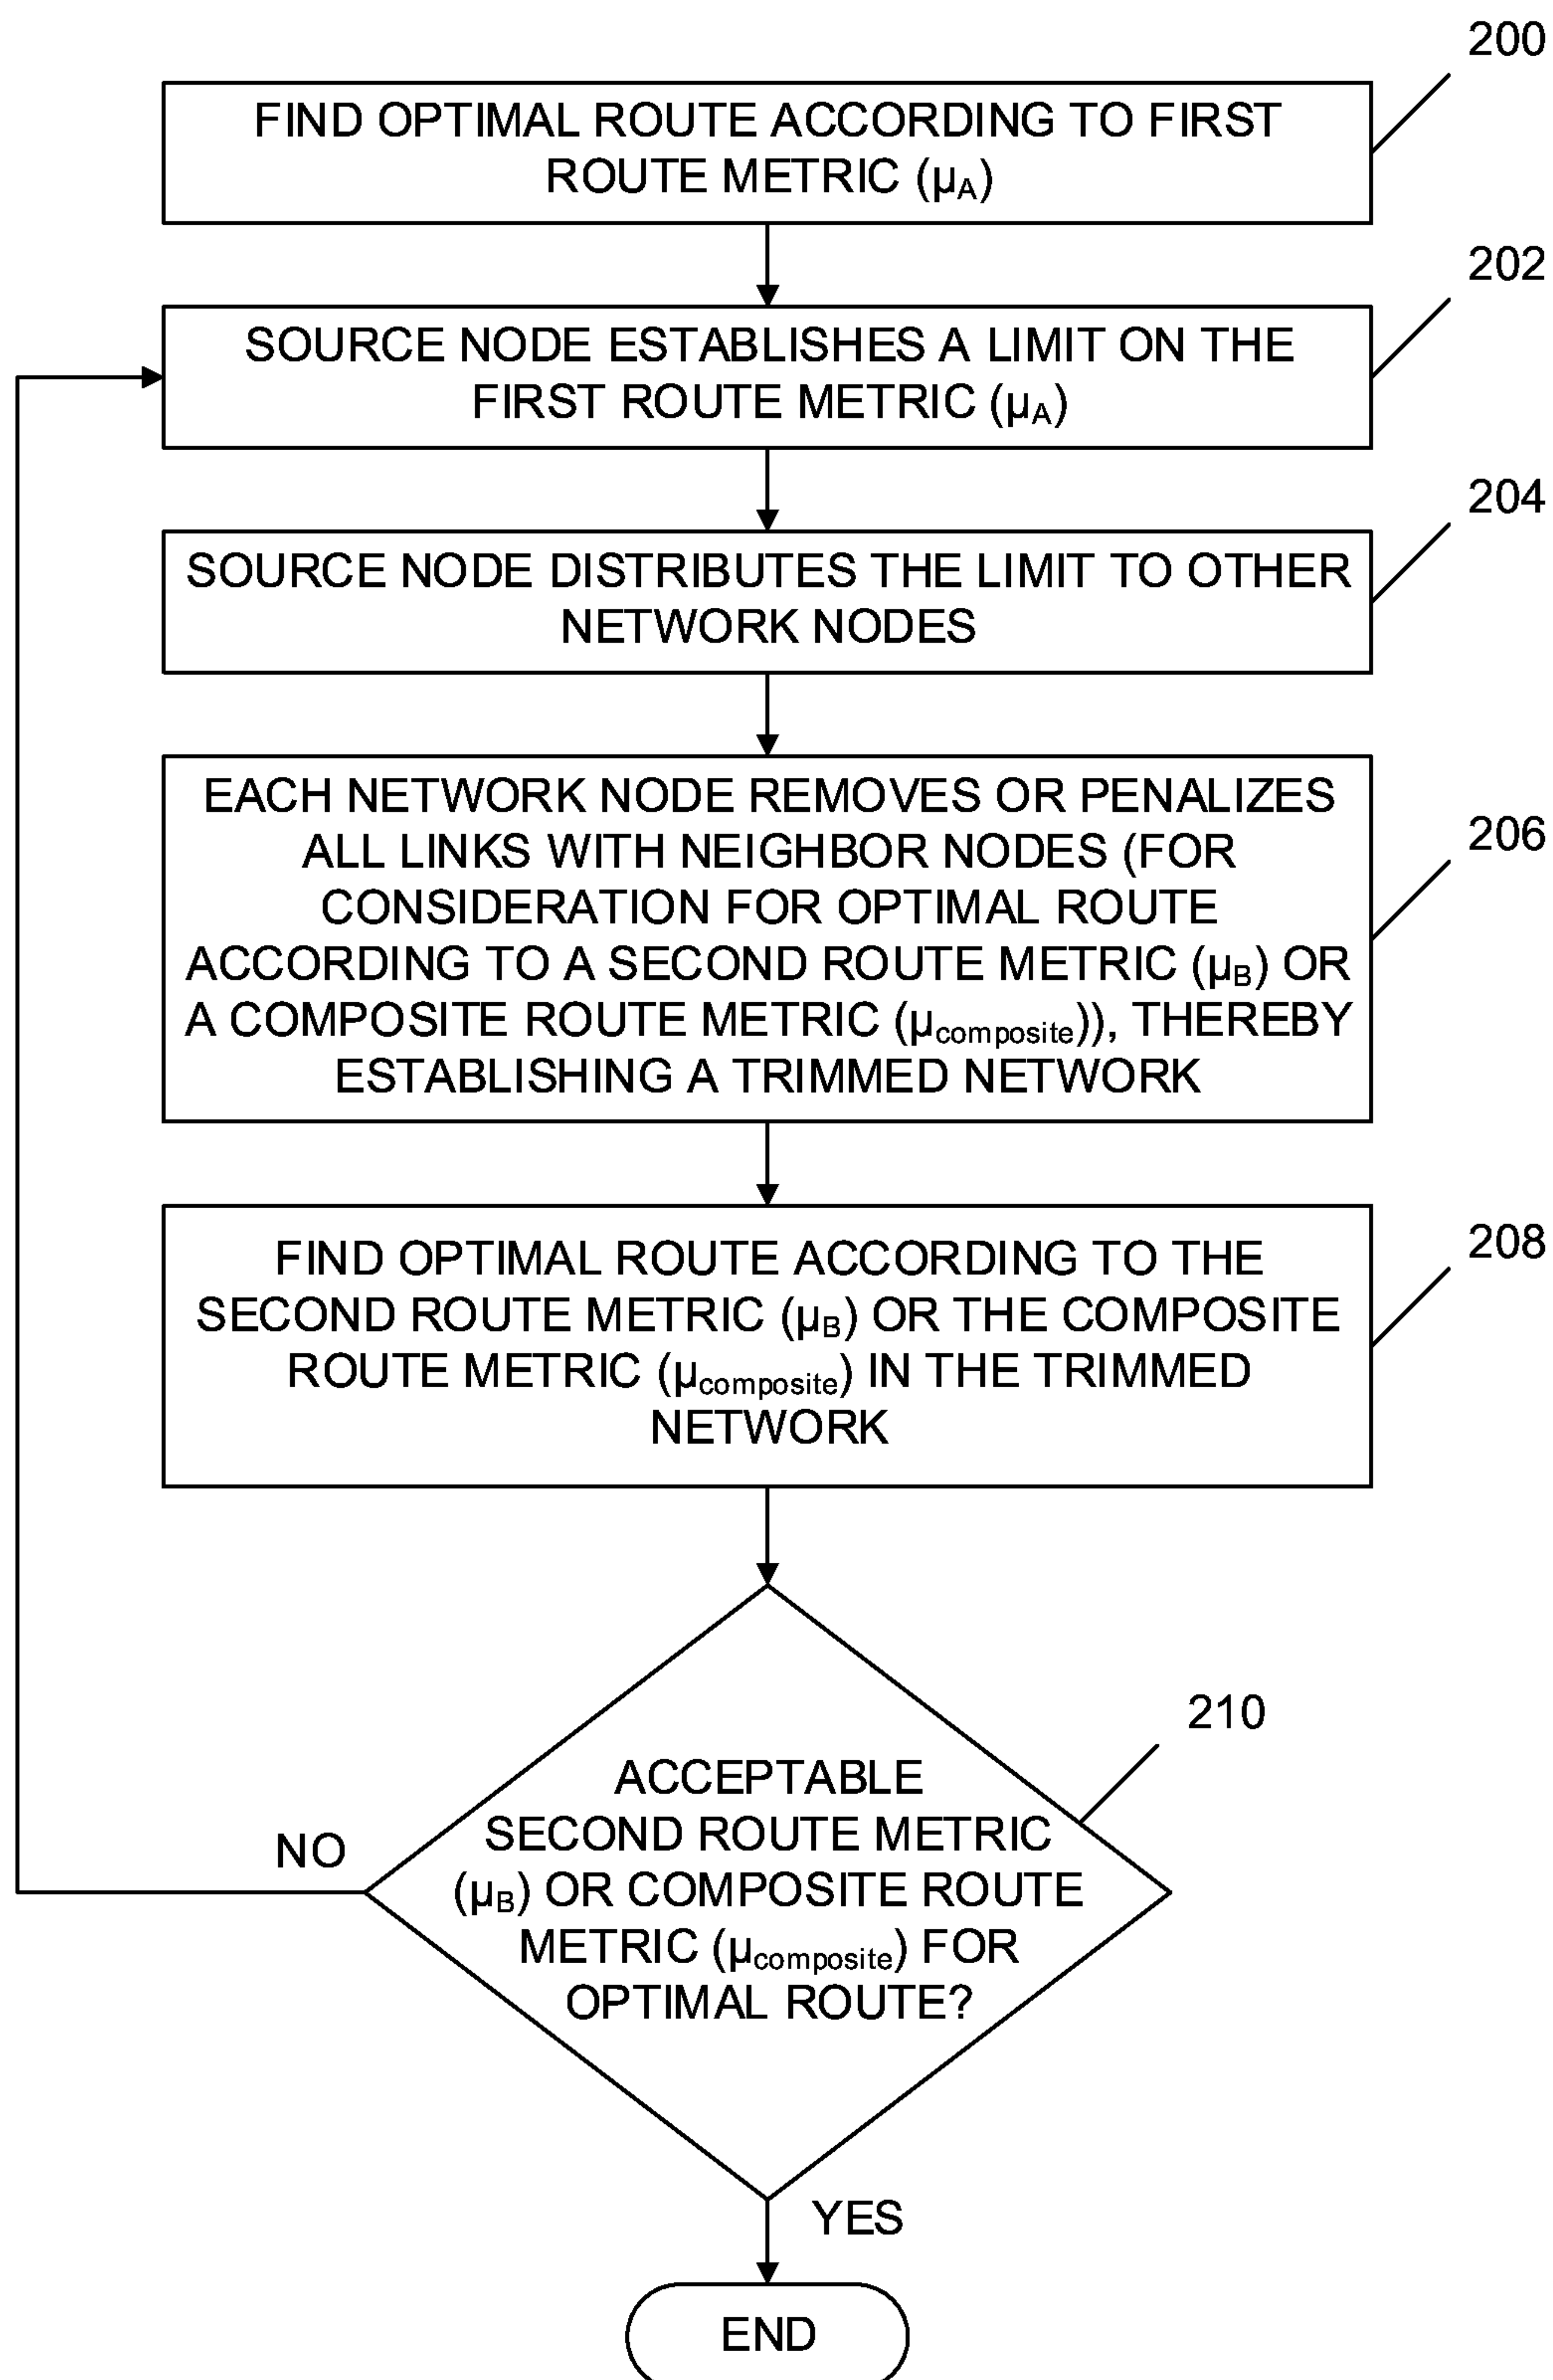 200
FIND OPTIMAL ROUTE ACCORDING TO FIRST
ROUTE METRIC (μA)
202
SOURCE NODE ESTABLISHES A LIMIT ON THE
FIRST ROUTE METRIC (μA)
204
SOURCE NODE DISTRIBUTES THE LIMIT TO OTHER
NETWORK NODES
206
EACH NETWORK NODE REMOVES OR PENALIZES
ALL LINKS WITH NEIGHBOR NODES (FOR
CONSIDERATION FOR OPTIMAL ROUTE
ACCORDING TO A SECOND ROUTE METRIC (μB) OR
A COMPOSITE ROUTE METRIC (μcomposite)), THEREBY
ESTABLISHING A TRIMMED NETWORK
208
FIND OPTIMAL ROUTE ACCORDING TO THE
SECOND ROUTE METRIC (μB) OR THE COMPOSITE
ROUTE METRIC (μcomposite) IN THE TRIMMED
NETWORK
210
ACCEPTABLE
SECOND ROUTE METRIC
(μB) OR COMPOSITE ROUTE
METRIC (μcomposite) FOR
OPTIMAL ROUTE?
NO
YES
END